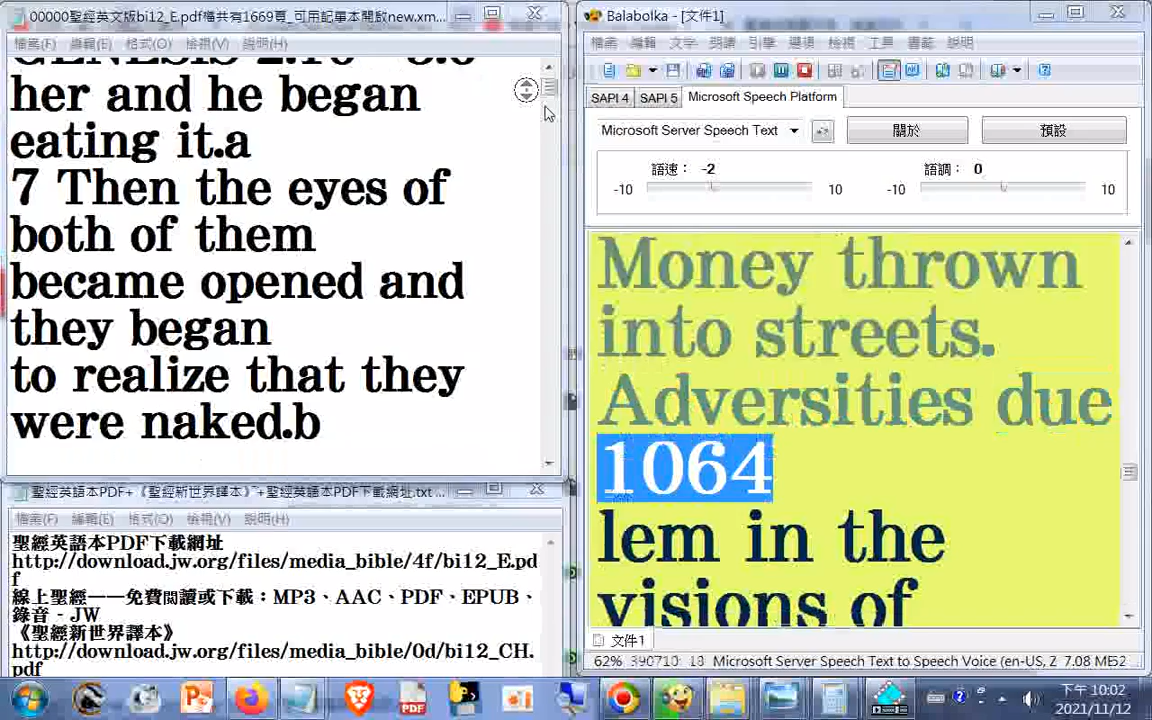 00000聖經英文版bi12_E.pdf檔共有1669頁_可用記事本開啟new.xm...
檔案(F) 編輯(E) 格式(O) 檢視(V) 說明(H)
GENESIS 2:16—3:6
her and he began
eating it.a
7 Then the eyes of
both of them
became opened and
they began
to realize that they
were naked.b
聖經英語本PDF+《聖經新世界譯本》~+聖經英語本PDF下載網址.txt ...
檔案(F) 編輯(E) 格式(O) 檢視(V) 說明(H)
聖經英語本PDF下載網址
http://download.jw.org/files/media_bible/4f/bi12_E.pd
f
線上聖經——免費閱讀或下載：MP3、AAC、PDF、EPUB、
錄音 - JW
《聖經新世界譯本》
http://download.jw.org/files/media_bible/0d/bi12_CH.
pdf
Balabolka - [文件1]
檔案 編輯 文字 朗讀 引擎 選項 檢視 工具 書籤 說明
SAPI 4 SAPI 5 Microsoft Speech Platform
Microsoft Server Speech Text 關於 預設
語速： -2 語調： 0
-10 10 -10 10
Money thrown
into streets.
Adversities due
1064
lem in the
visions of
文件1
62% 390710: 18 Microsoft Server Speech Text to Speech Voice (en-US, Z 7.08 ME52
下午 10:02
2021/11/12